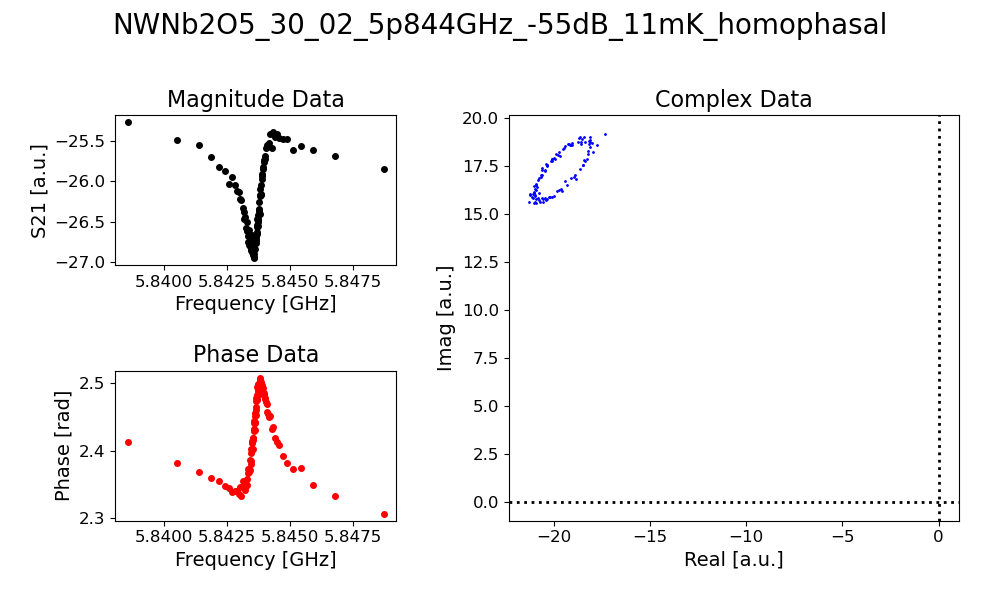 NWNb2O5_30_02_5p844GHz_-55dB_11mK_homophasal
Magnitude Data
S21 [a.u.]
−25.5
−26.0
−26.5
−27.0
5.8400 5.8425 5.8450 5.8475
Frequency [GHz]
Phase Data
Phase [rad]
2.5
2.4
2.3
5.8400 5.8425 5.8450 5.8475
Frequency [GHz]
Complex Data
Imag [a.u.]
20.0
17.5
15.0
12.5
10.0
7.5
5.0
2.5
0.0
−20 −15 −10 −5 0
Real [a.u.]